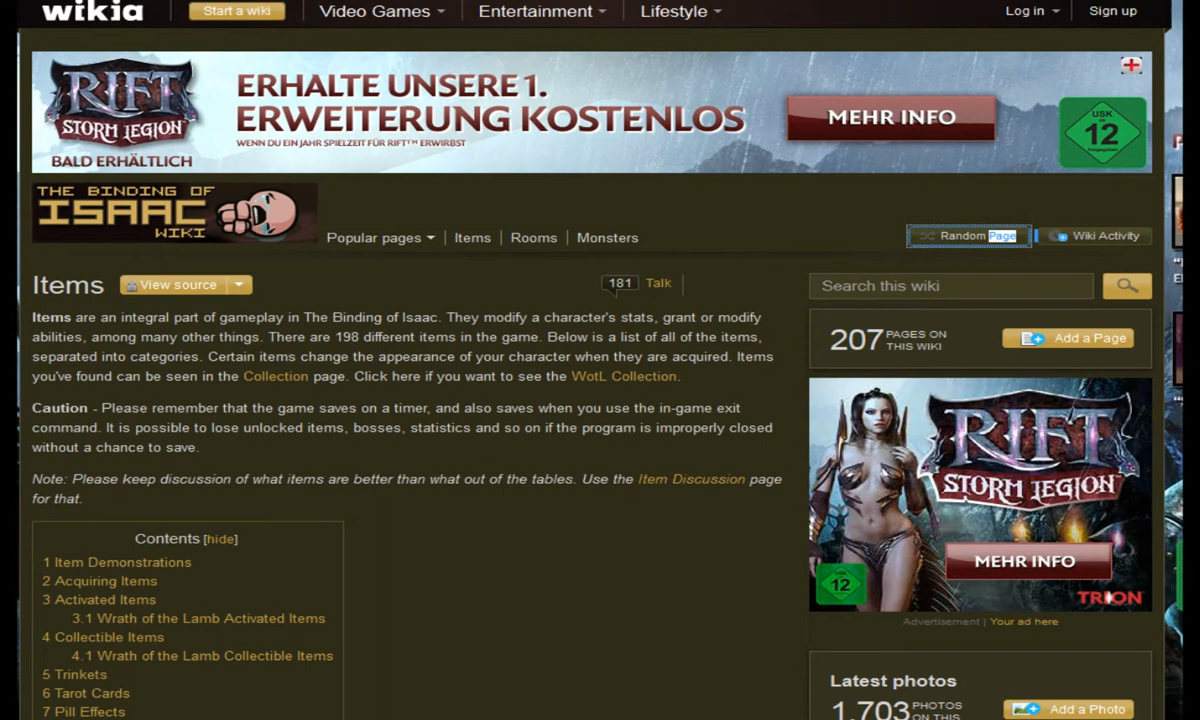 wikia Start a wiki Video Games Entertainment Lifestyle Log in Sign up
RIFT
STORM LEGION
BALD ERHÄLTLICH
ERHALTE UNSERE 1.
ERWEITERUNG KOSTENLOS
WENN DU EIN JAHR SPIELZEIT FÜR RIFT™ ERWIRBST
MEHR INFO
USK
12
THE BINDING OF
ISAAC
WIKI
Popular pages Items Rooms Monsters
Random Page Wiki Activity
Items View source 181 Talk
Search this wiki
Items are an integral part of gameplay in The Binding of Isaac. They modify a character's stats, grant or modify
abilities, among many other things. There are 198 different items in the game. Below is a list of all of the items,
separated into categories. Certain items change the appearance of your character when they are acquired. Items
you've found can be seen in the Collection page. Click here if you want to see the WotL Collection.
Caution - Please remember that the game saves on a timer, and also saves when you use the in-game exit
command. It is possible to lose unlocked items, bosses, statistics and so on if the program is improperly closed
without a chance to save.
Note: Please keep discussion of what items are better than what out of the tables. Use the Item Discussion page
for that.
Contents [hide]
1 Item Demonstrations
2 Acquiring Items
3 Activated Items
3.1 Wrath of the Lamb Activated Items
4 Collectible Items
4.1 Wrath of the Lamb Collectible Items
5 Trinkets
6 Tarot Cards
7 Pill Effects
207 PAGES ON
THIS WIKI
Add a Page
RIFT
STORM LEGION
MEHR INFO
12
TRION
Advertisement | Your ad here
Latest photos
1,703 PHOTOS
ON THIS
Add a Photo